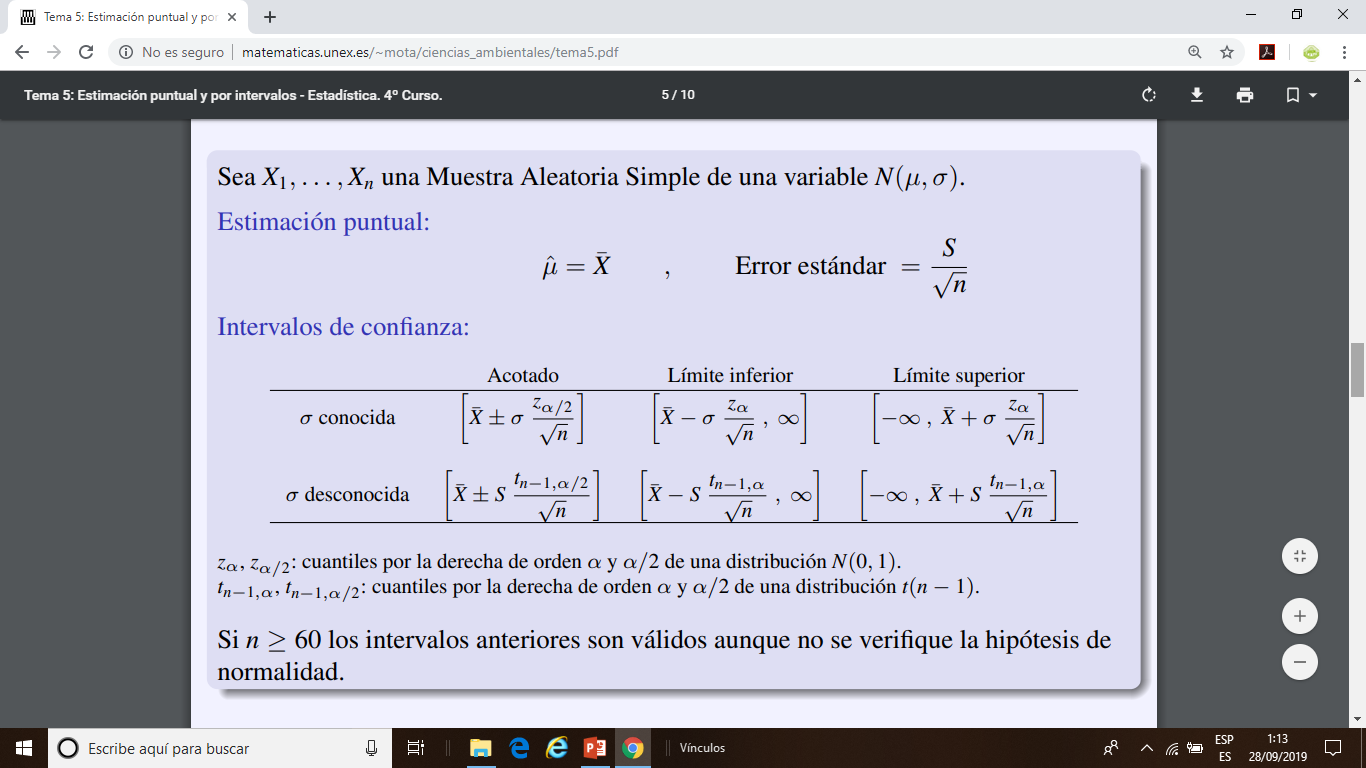 Tema 5: Estimación puntual y por
No es seguro | matematicas.unex.es/~mota/ciencias_ambientales/tema5.pdf
Tema 5: Estimación puntual y por intervalos - Estadística. 4º Curso. 5 / 10
Sea X₁, . . . , Xₙ una Muestra Aleatoria Simple de una variable N(μ, σ).
Estimación puntual:
μ̂ = X̄ , Error estándar = S/√n
Intervalos de confianza:
Acotado Límite inferior Límite superior
σ conocida [X̄ ± σ z_{α/2}/√n] [X̄ − σ z_α/√n , ∞] [−∞ , X̄ + σ z_α/√n]
σ desconocida [X̄ ± S t_{n−1,α/2}/√n] [X̄ − S t_{n−1,α}/√n , ∞] [−∞ , X̄ + S t_{n−1,α}/√n]
z_α, z_{α/2}: cuantiles por la derecha de orden α y α/2 de una distribución N(0, 1).
t_{n−1,α}, t_{n−1,α/2}: cuantiles por la derecha de orden α y α/2 de una distribución t(n − 1).
Si n ≥ 60 los intervalos anteriores son válidos aunque no se verifique la hipótesis de
normalidad.
Escribe aquí para buscar
Vínculos
ESP
ES
1:13
28/09/2019